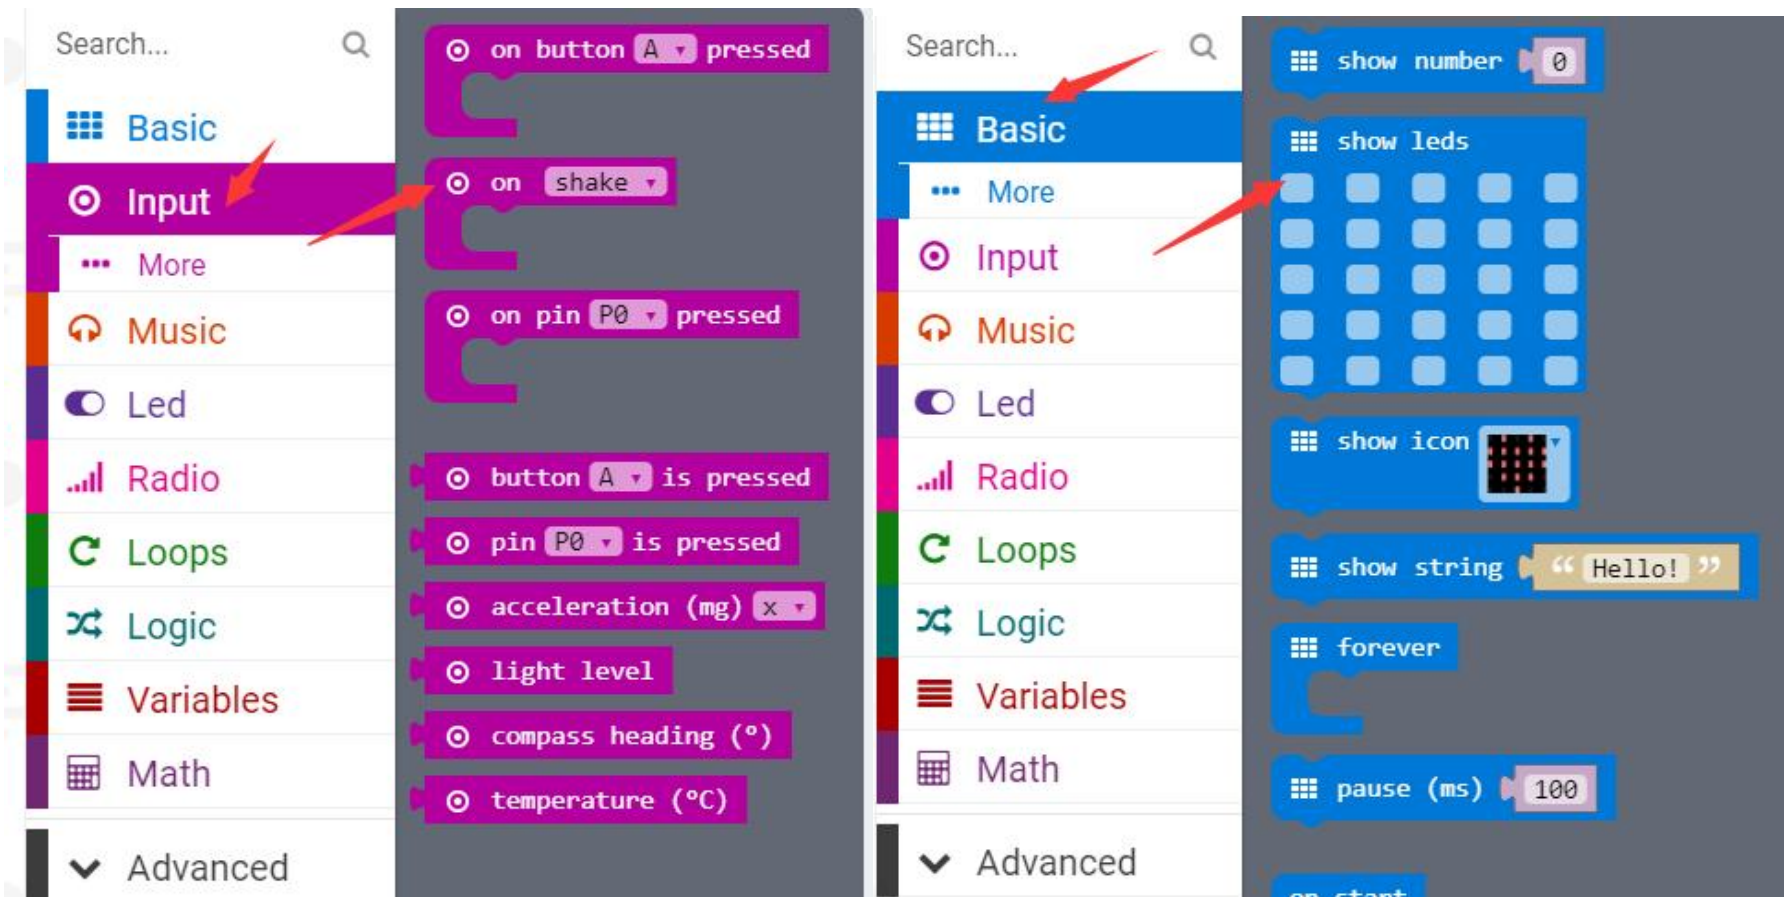 Search...
Basic
Input
More
Music
Led
Radio
Loops
Logic
Variables
Math
Advanced
on button A pressed
on shake
on pin P0 pressed
button A is pressed
pin P0 is pressed
acceleration (mg) x
light level
compass heading (°)
temperature (°C)
Search...
Basic
More
Input
Music
Led
Radio
Loops
Logic
Variables
Math
Advanced
show number 0
show leds
show icon
show string “ Hello! ”
forever
pause (ms) 100
on start